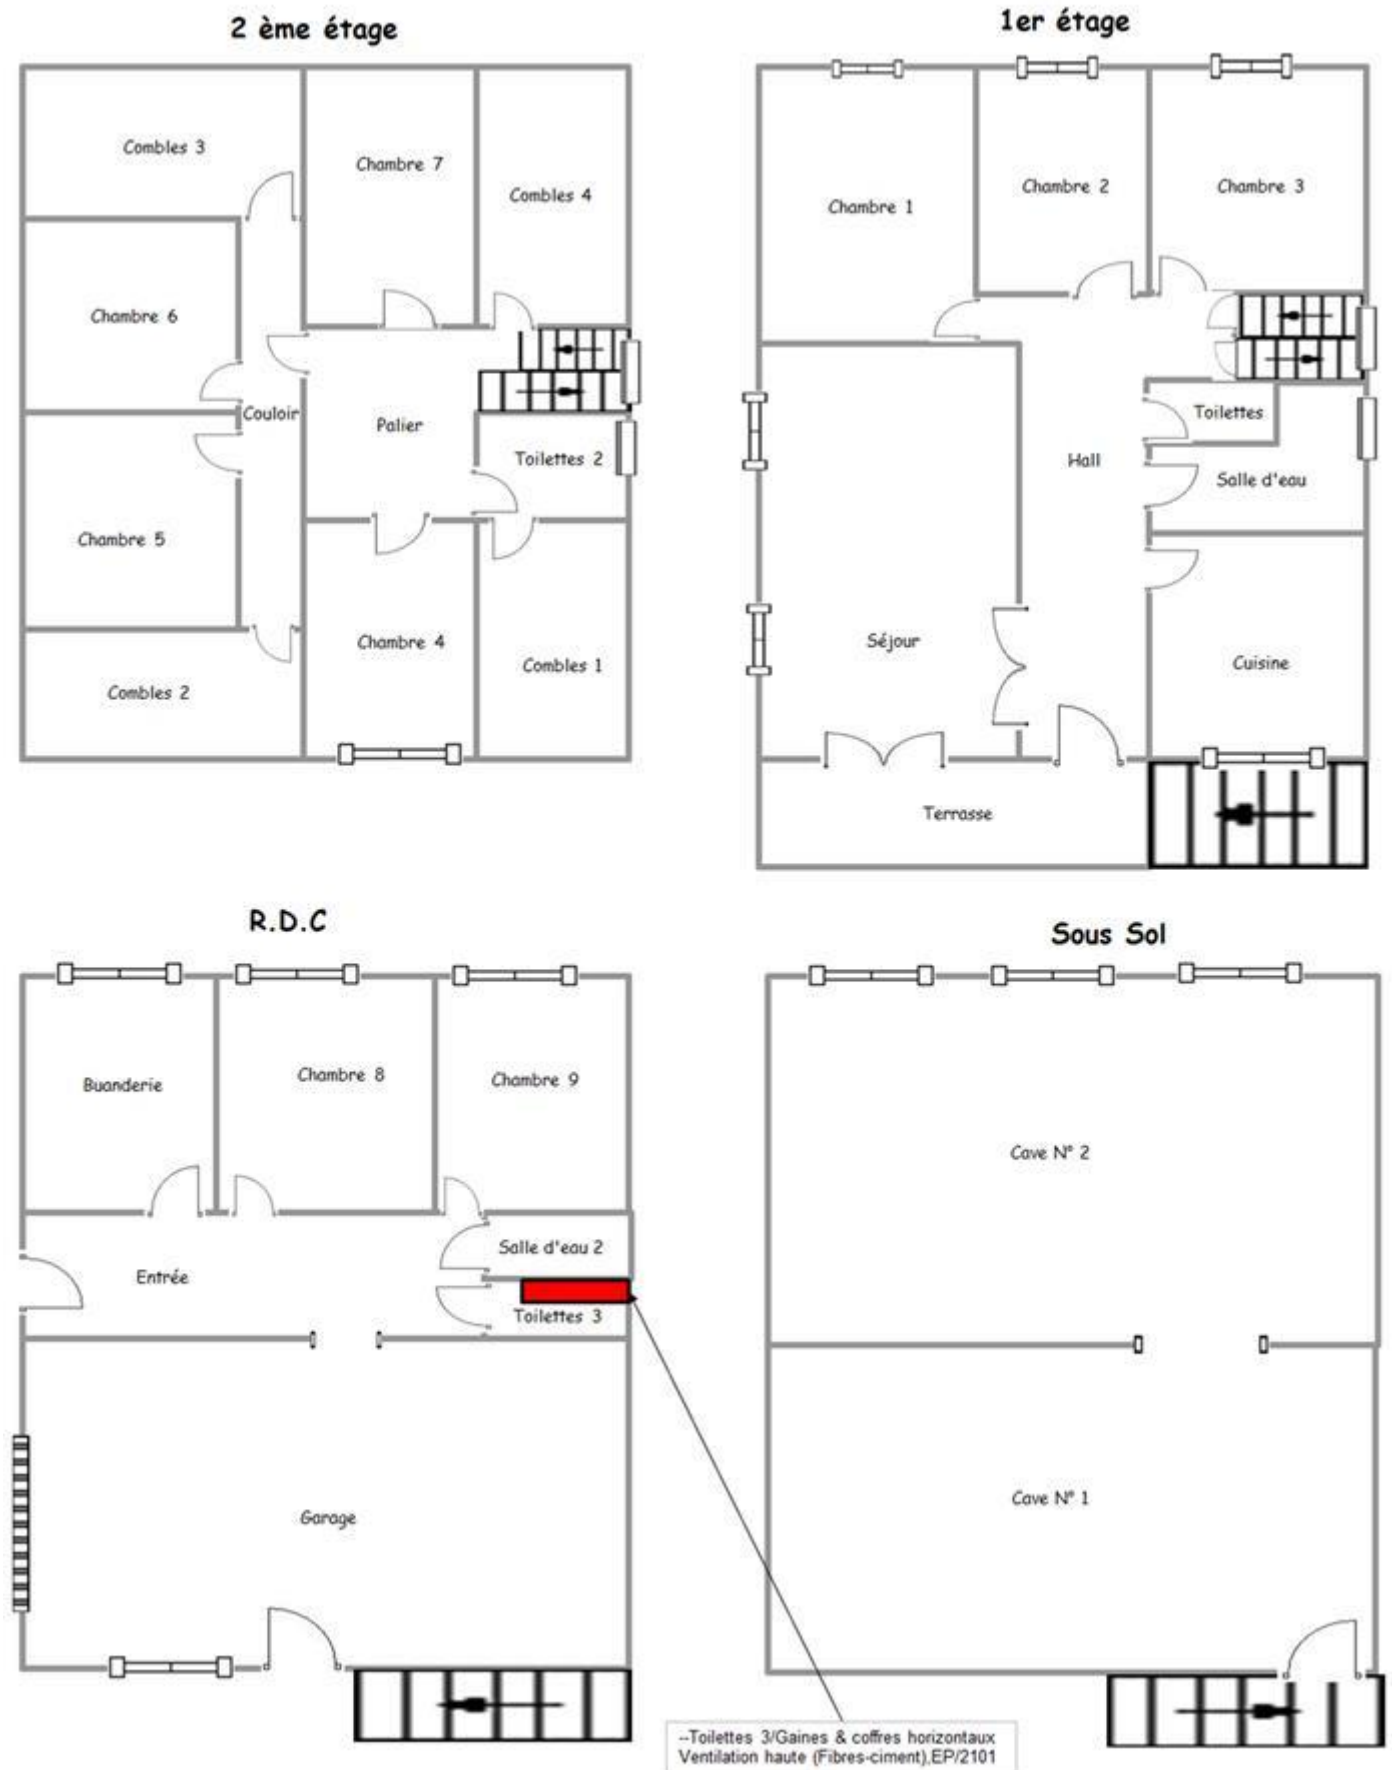 2 ème étage
Combles 3
Chambre 7
Combles 4
Chambre 6
Couloir
Palier
Toilettes 2
Chambre 5
Chambre 4
Combles 1
Combles 2
1er étage
Chambre 1
Chambre 2
Chambre 3
Toilettes
Hall
Salle d'eau
Séjour
Cuisine
Terrasse
R.D.C
Buanderie
Chambre 8
Chambre 9
Salle d'eau 2
Entrée
Toilettes 3
Garage
Sous Sol
Cave N° 2
Cave N° 1
--Toilettes 3/Gaines & coffres horizontaux
Ventilation haute (Fibres-ciment),EP/2101